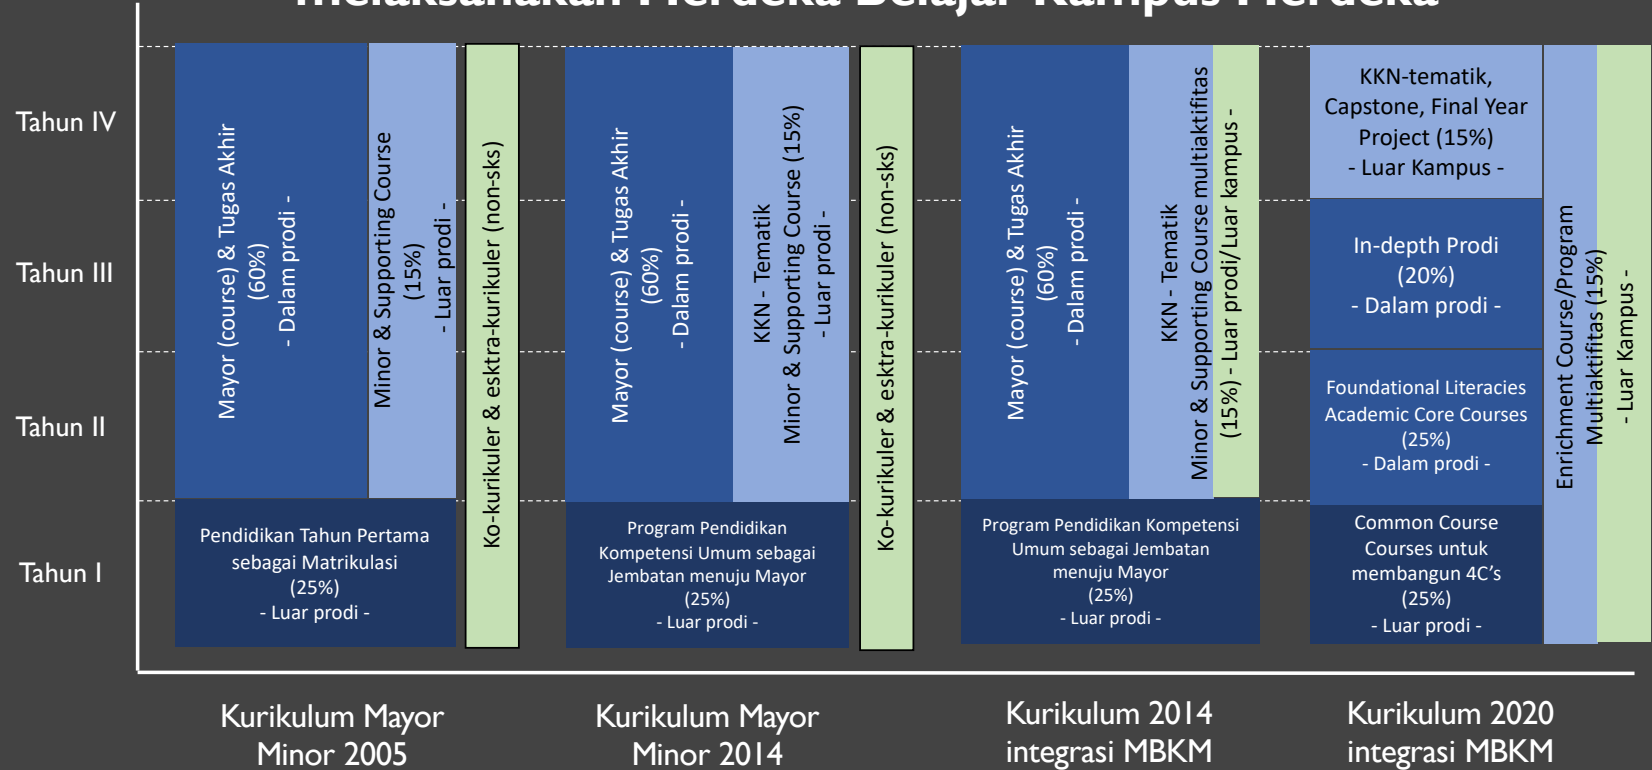 melaksanakan Merdeka Belajar Kampus Merdeka
Tahun IV
Tahun III
Tahun II
Tahun I
Mayor (course) & Tugas Akhir
(60%)
- Dalam prodi -
Minor & Supporting Course
(15%)
- Luar prodi -
Pendidikan Tahun Pertama
sebagai Matrikulasi
(25%)
- Luar prodi -
Ko-kurikuler & esktra-kurikuler (non-sks)
Kurikulum Mayor
Minor 2005
Mayor (course) & Tugas Akhir
(60%)
- Dalam prodi -
KKN - Tematik
Minor & Supporting Course (15%)
- Luar prodi -
Program Pendidikan
Kompetensi Umum sebagai
Jembatan menuju Mayor
(25%)
- Luar prodi -
Ko-kurikuler & esktra-kurikuler (non-sks)
Kurikulum Mayor
Minor 2014
Mayor (course) & Tugas Akhir
(60%)
- Dalam prodi -
KKN - Tematik
Minor & Supporting Course multiaktifitas
(15%) - Luar prodi/Luar kampus -
Program Pendidikan Kompetensi
Umum sebagai Jembatan
menuju Mayor
(25%)
- Luar prodi -
Kurikulum 2014
integrasi MBKM
KKN-tematik,
Capstone, Final Year
Project (15%)
- Luar Kampus -
In-depth Prodi
(20%)
- Dalam prodi -
Foundational Literacies
Academic Core Courses
(25%)
- Dalam prodi -
Common Course
Courses untuk
membangun 4C's
(25%)
- Luar prodi -
Enrichment Course/Program
Multiaktifitas (15%)
- Luar Kampus -
Kurikulum 2020
integrasi MBKM